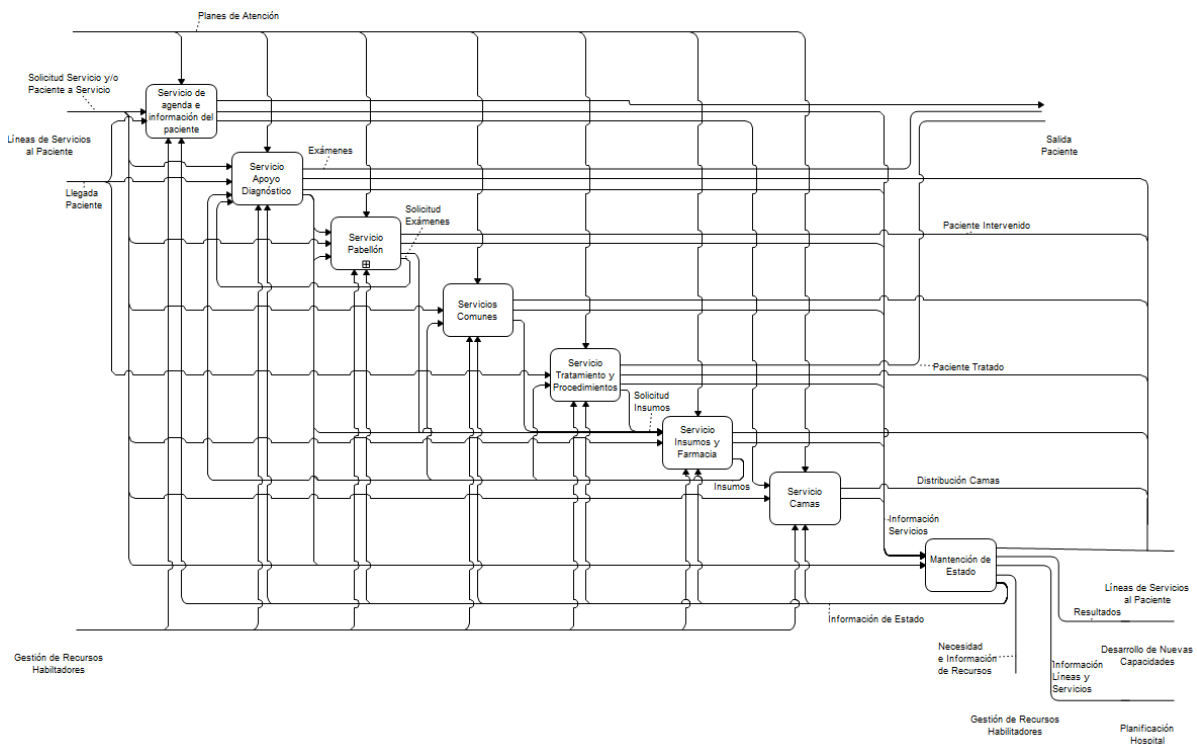 Planes de Atención
Solicitud Servicio y/o
Paciente a Servicio
Servicio de
agenda e
información del
paciente
Líneas de Servicios
al Paciente
Salida
Paciente
Exámenes
Servicio
Apoyo
Diagnóstico
Llegada
Paciente
Solicitud
Exámenes
Servicio
Pabellón
Paciente Intervenido
Servicios
Comunes
Servicio
Tratamiento y
Procedimientos
Paciente Tratado
Solicitud
Insumos
Servicio
Insumos y
Farmacia
Insumos
Servicio
Camas
Distribución Camas
Información
Servicios
Mantención de
Estado
Líneas de Servicios
al Paciente
Resultados
Información de Estado
Necesidad
e Información
de Recursos
Desarrollo de Nuevas
Capacidades
Información
Líneas y
Servicios
Gestión de Recursos
Habiltadores
Gestión de Recursos
Habilitadores
Planificación
Hospital